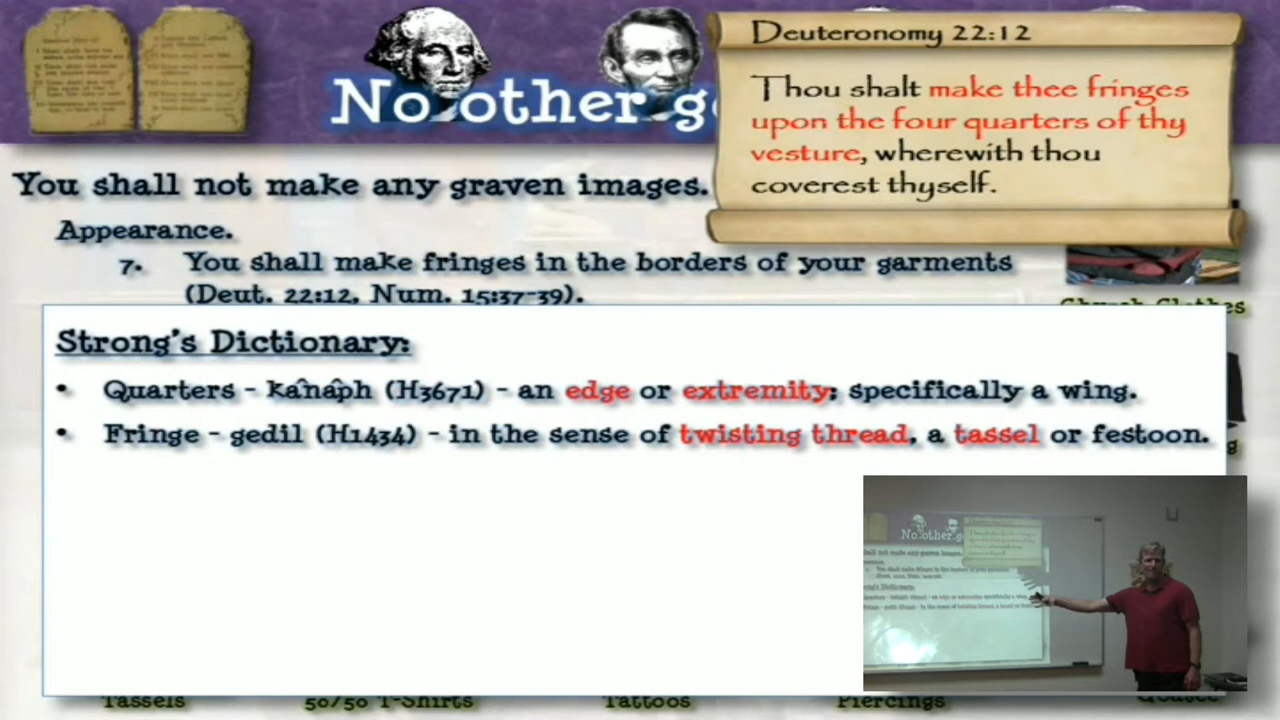 No other g
Deuteronomy 22:12
Thou shalt make thee fringes
upon the four quarters of thy
vesture, wherewith thou
coverest thyself.
You shall not make any graven images.
Appearance.
7. You shall make fringes in the borders of your garments
(Deut. 22:12, Num. 15:37-39).
Church Clothes
Strong's Dictionary:
• Quarters - kânâph (H3671) - an edge or extremity; specifically a wing.
• Fringe - gedil (H1434) - in the sense of twisting thread, a tassel or festoon.
No other g
Tassels 50/50 T-Shirts Tattoos Piercings Goatee